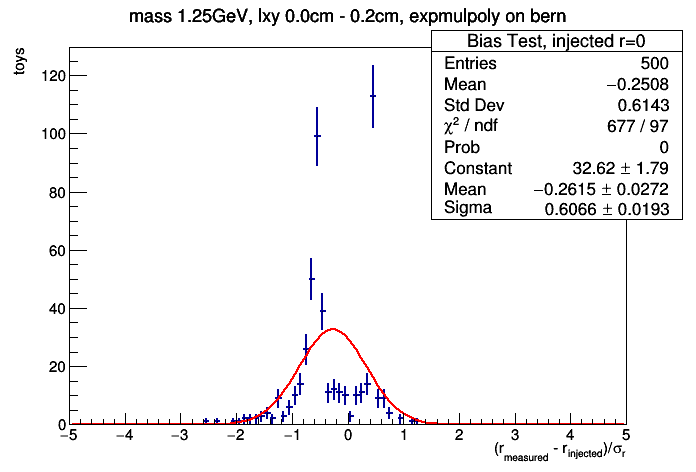 mass 1.25GeV, lxy 0.0cm - 0.2cm, expmulpoly on bern
Bias Test, injected r=0
Entries 500
Mean −0.2508
Std Dev 0.6143
χ² / ndf 677 / 97
Prob 0
Constant 32.62 ± 1.79
Mean −0.2615 ± 0.0272
Sigma 0.6066 ± 0.0193
toys
120
100
80
60
40
20
0
−5 −4 −3 −2 −1 0 1 2 3 4 5
(r_measured - r_injected)/σ_r